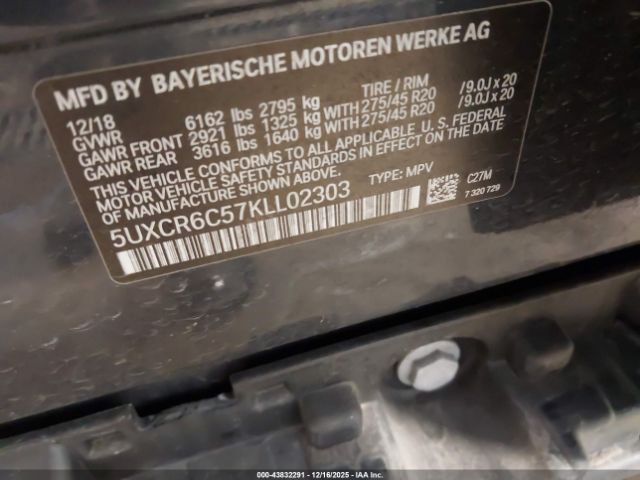 MFD BY BAYERISCHE MOTOREN WERKE AG
12/18
GVWR 6162 lbs 2795 kg TIRE / RIM
GAWR FRONT 2921 lbs 1325 kg WITH 275/45 R20 /9.0J x 20
GAWR REAR 3616 lbs 1640 kg WITH 275/45 R20 /9.0J x 20
THIS VEHICLE CONFORMS TO ALL APPLICABLE U. S. FEDERAL
MOTOR VEHICLE SAFETY STANDARDS IN EFFECT ON THE DATE
OF MANUFACTURE SHOWN ABOVE.
5UXCR6C57KLL02303 TYPE: MPV C27M
7 320 729
000-43832291 - 12/16/2025 - IAA Inc.